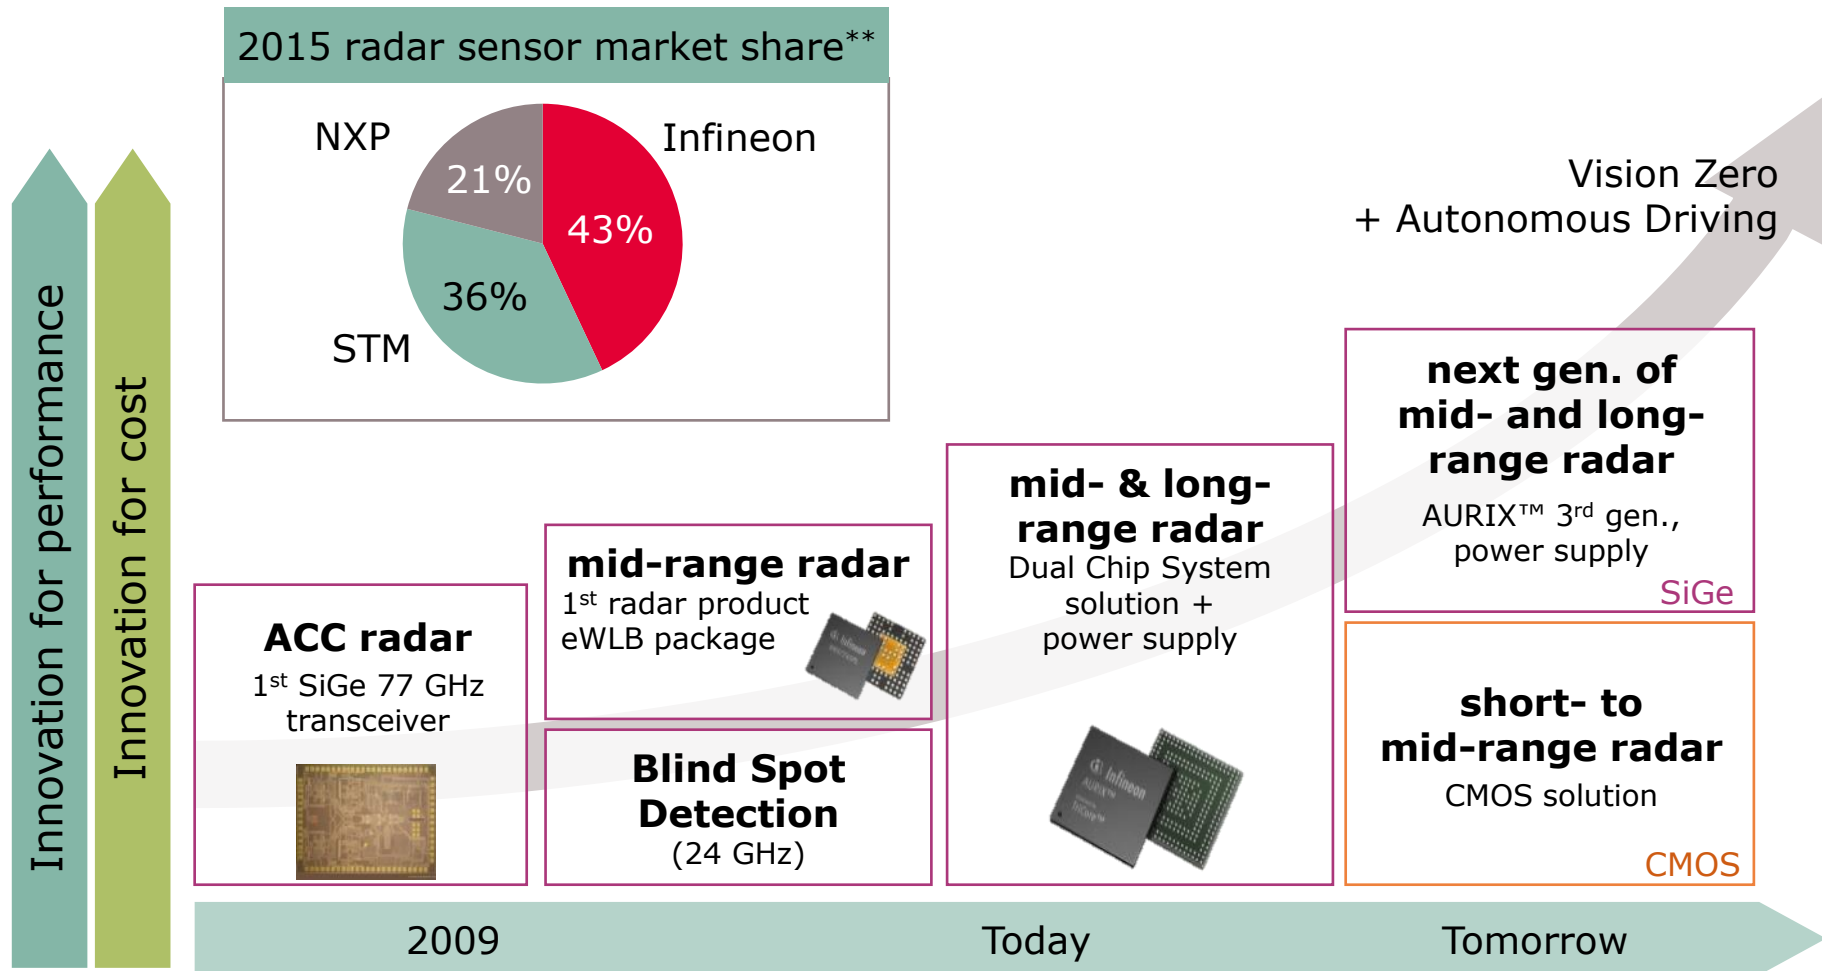 2015 radar sensor market share**
NXP
Infineon
21%
43%
36%
STM
Vision Zero
+ Autonomous Driving
Innovation for performance
Innovation for cost
ACC radar
1st SiGe 77 GHz
transceiver
mid-range radar
1st radar product
eWLB package
Infineon
Blind Spot
Detection
(24 GHz)
mid- & long-
range radar
Dual Chip System
solution +
power supply
Infineon
AURIX™
TriCore™
next gen. of
mid- and long-
range radar
AURIX™ 3rd gen.,
power supply
SiGe
short- to
mid-range radar
CMOS solution
CMOS
2009
Today
Tomorrow